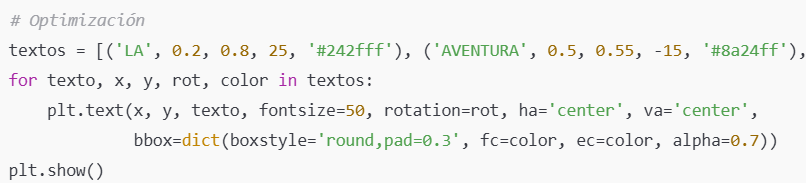 # Optimización
textos = [('LA', 0.2, 0.8, 25, '#242fff'), ('AVENTURA', 0.5, 0.55, -15, '#8a24ff'),
for texto, x, y, rot, color in textos:
    plt.text(x, y, texto, fontsize=50, rotation=rot, ha='center', va='center',
            bbox=dict(boxstyle='round,pad=0.3', fc=color, ec=color, alpha=0.7))
plt.show()